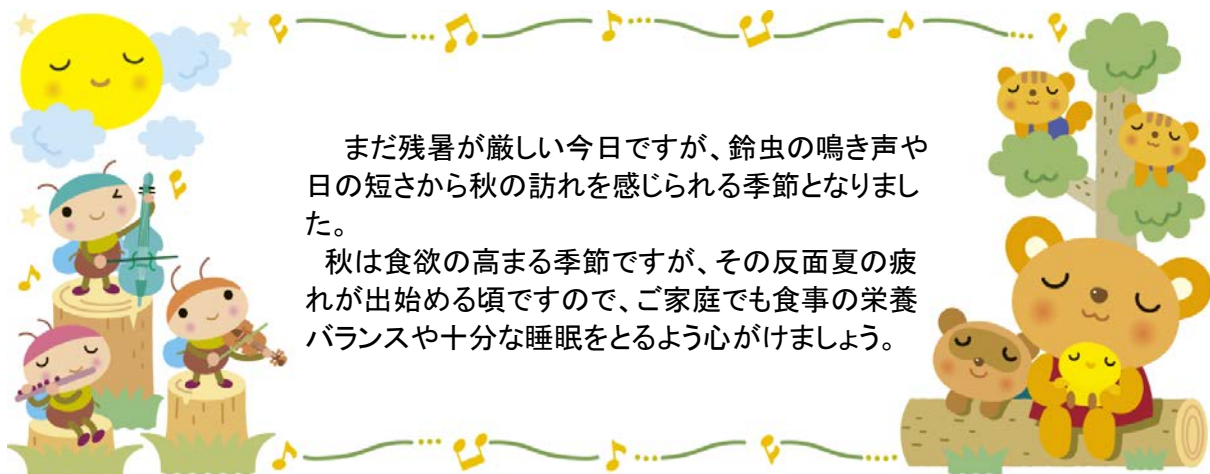 まだ残暑が厳しい今日ですが、鈴虫の鳴き声や
日の短さから秋の訪れを感じられる季節となりまし
た。
秋は食欲の高まる季節ですが、その反面夏の疲
れが出始める頃ですので、ご家庭でも食事の栄養
バランスや十分な睡眠をとるよう心がけましょう。